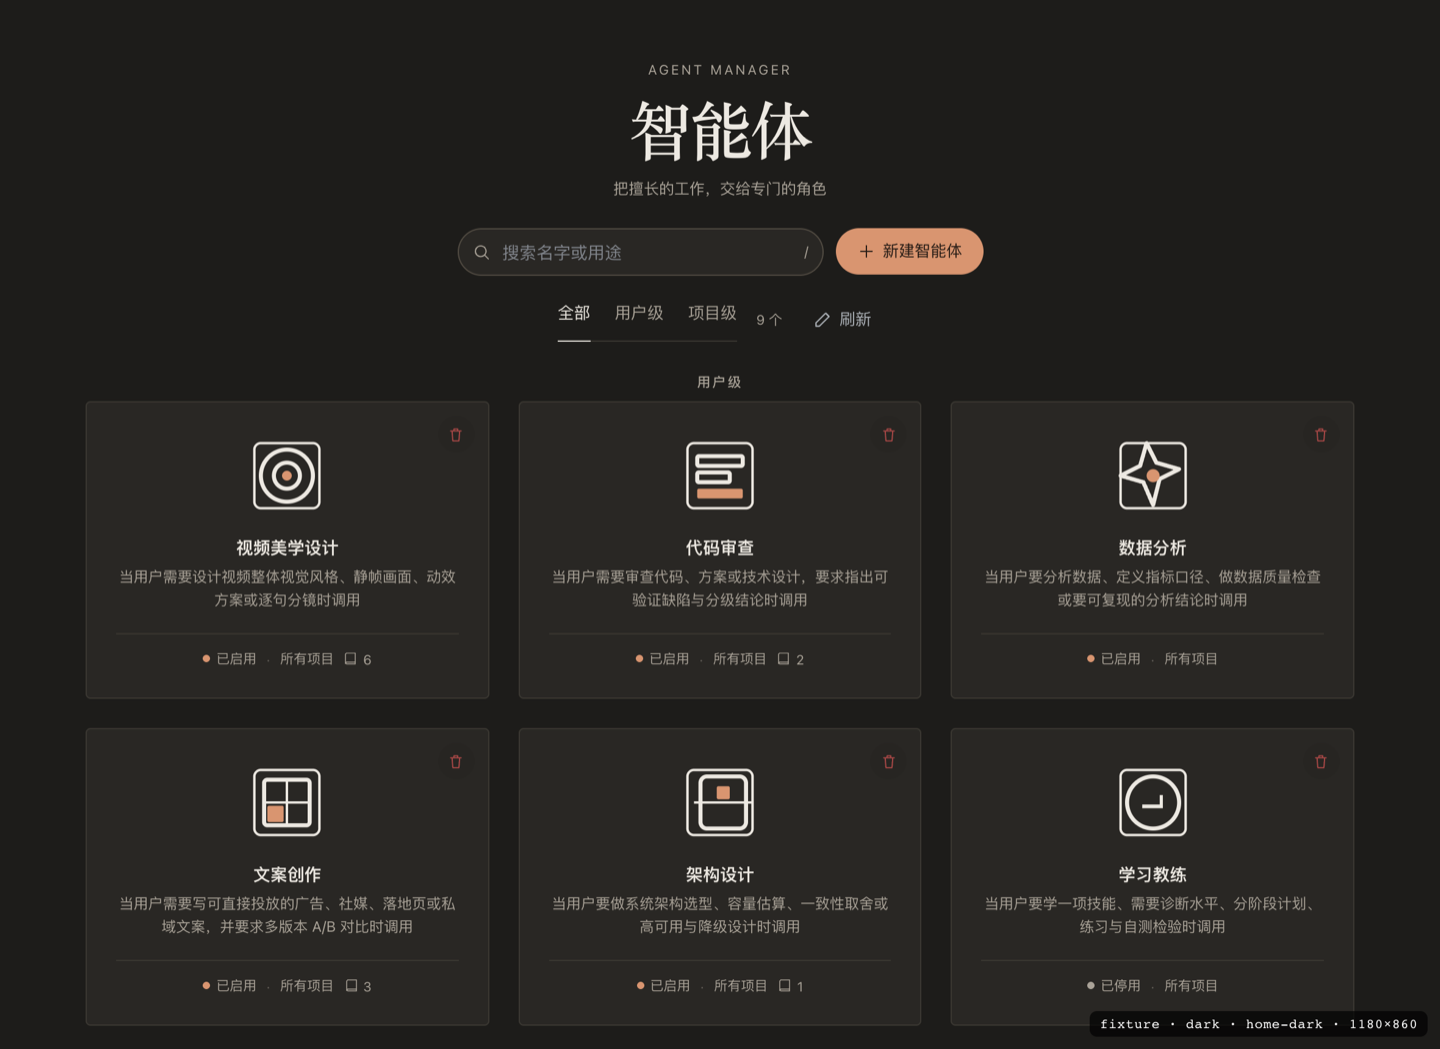 AGENT MANAGER
智能体
把擅长的工作，交给专门的角色
搜索名字或用途 /
新建智能体
全部 用户级 项目级 9 个 刷新
用户级
视频美学设计
当用户需要设计视频整体视觉风格、静帧画面、动效
方案或逐句分镜时调用
已启用 · 所有项目 6
代码审查
当用户需要审查代码、方案或技术设计，要求指出可
验证缺陷与分级结论时调用
已启用 · 所有项目 2
数据分析
当用户要分析数据、定义指标口径、做数据质量检查
或要可复现的分析结论时调用
已启用 · 所有项目
文案创作
当用户需要写可直接投放的广告、社媒、落地页或私
域文案，并要求多版本 A/B 对比时调用
已启用 · 所有项目 3
架构设计
当用户要做系统架构选型、容量估算、一致性取舍或
高可用与降级设计时调用
已启用 · 所有项目 1
学习教练
当用户要学一项技能、需要诊断水平、分阶段计划、
练习与自测检验时调用
已停用 · 所有项目
fixture · dark · home-dark · 1180×860